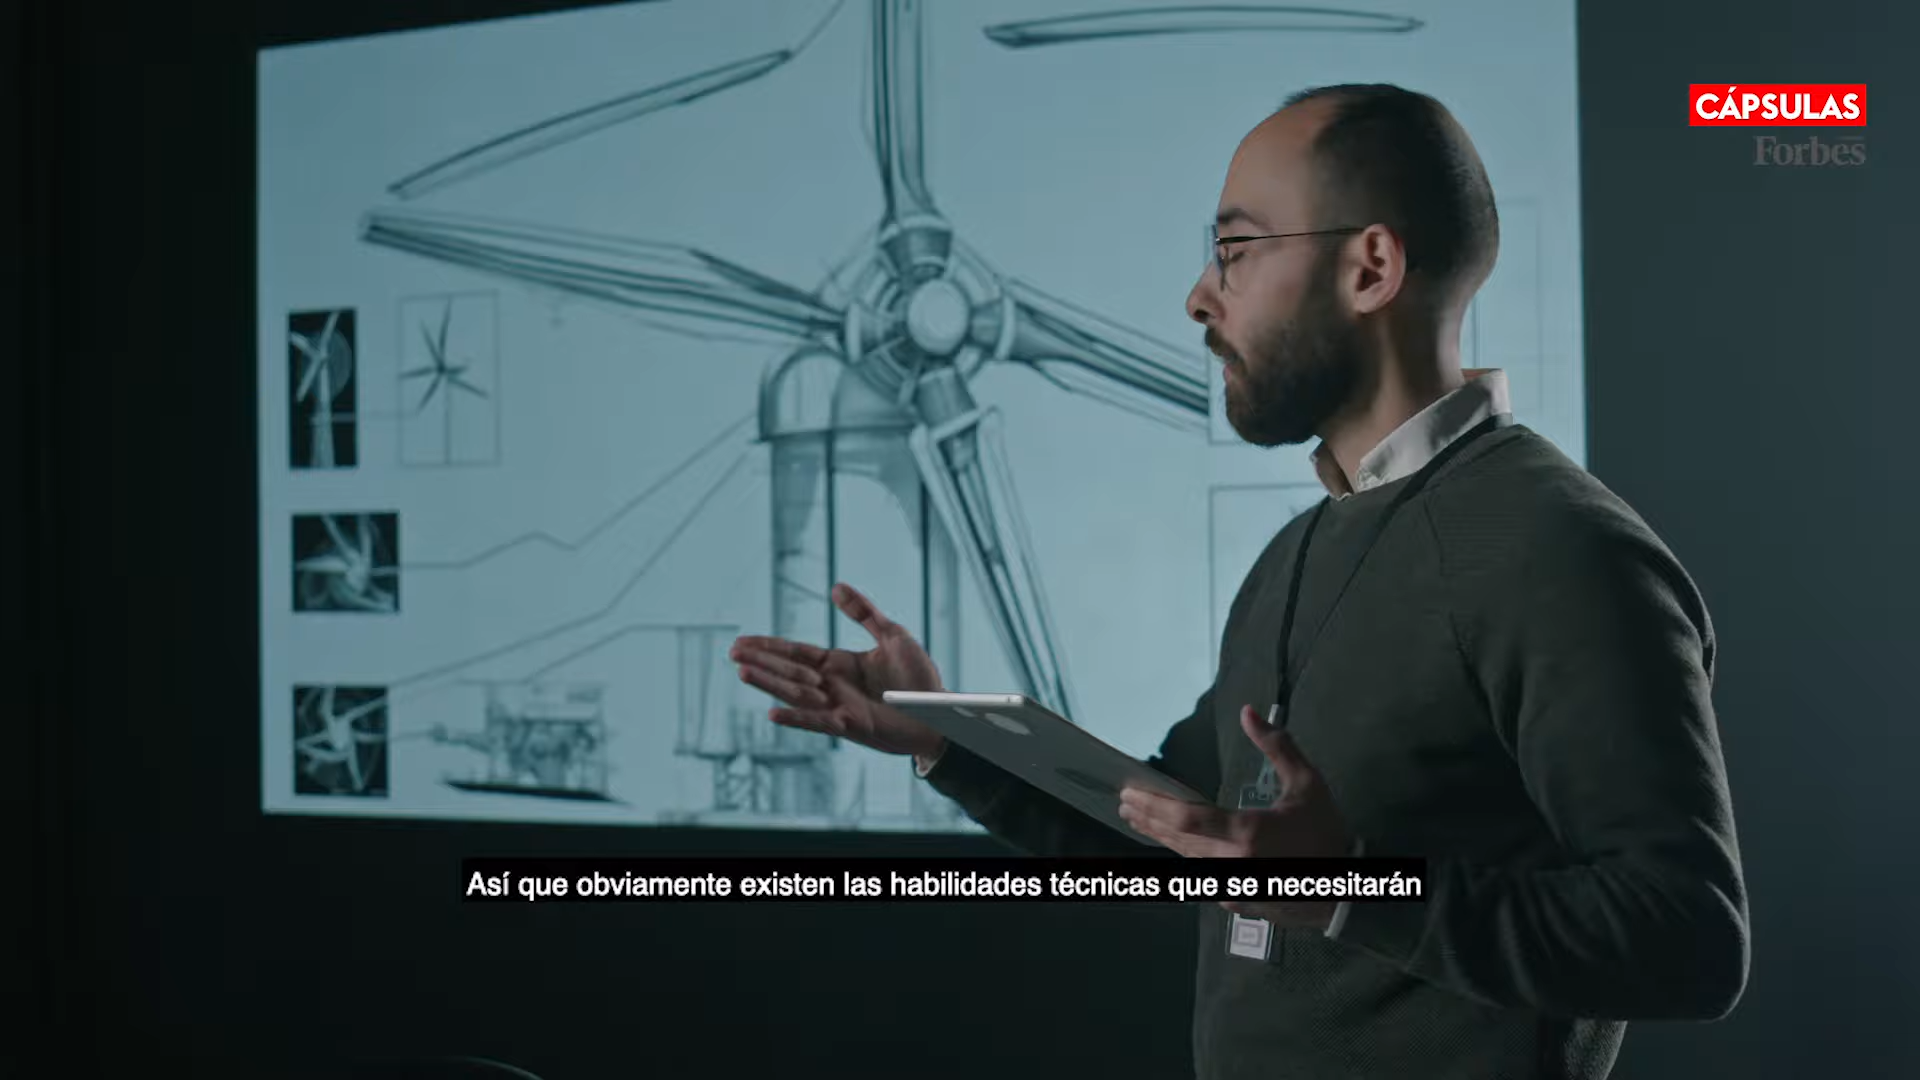 CÁPSULAS
Forbes
Así que obviamente existen las habilidades técnicas que se necesitarán